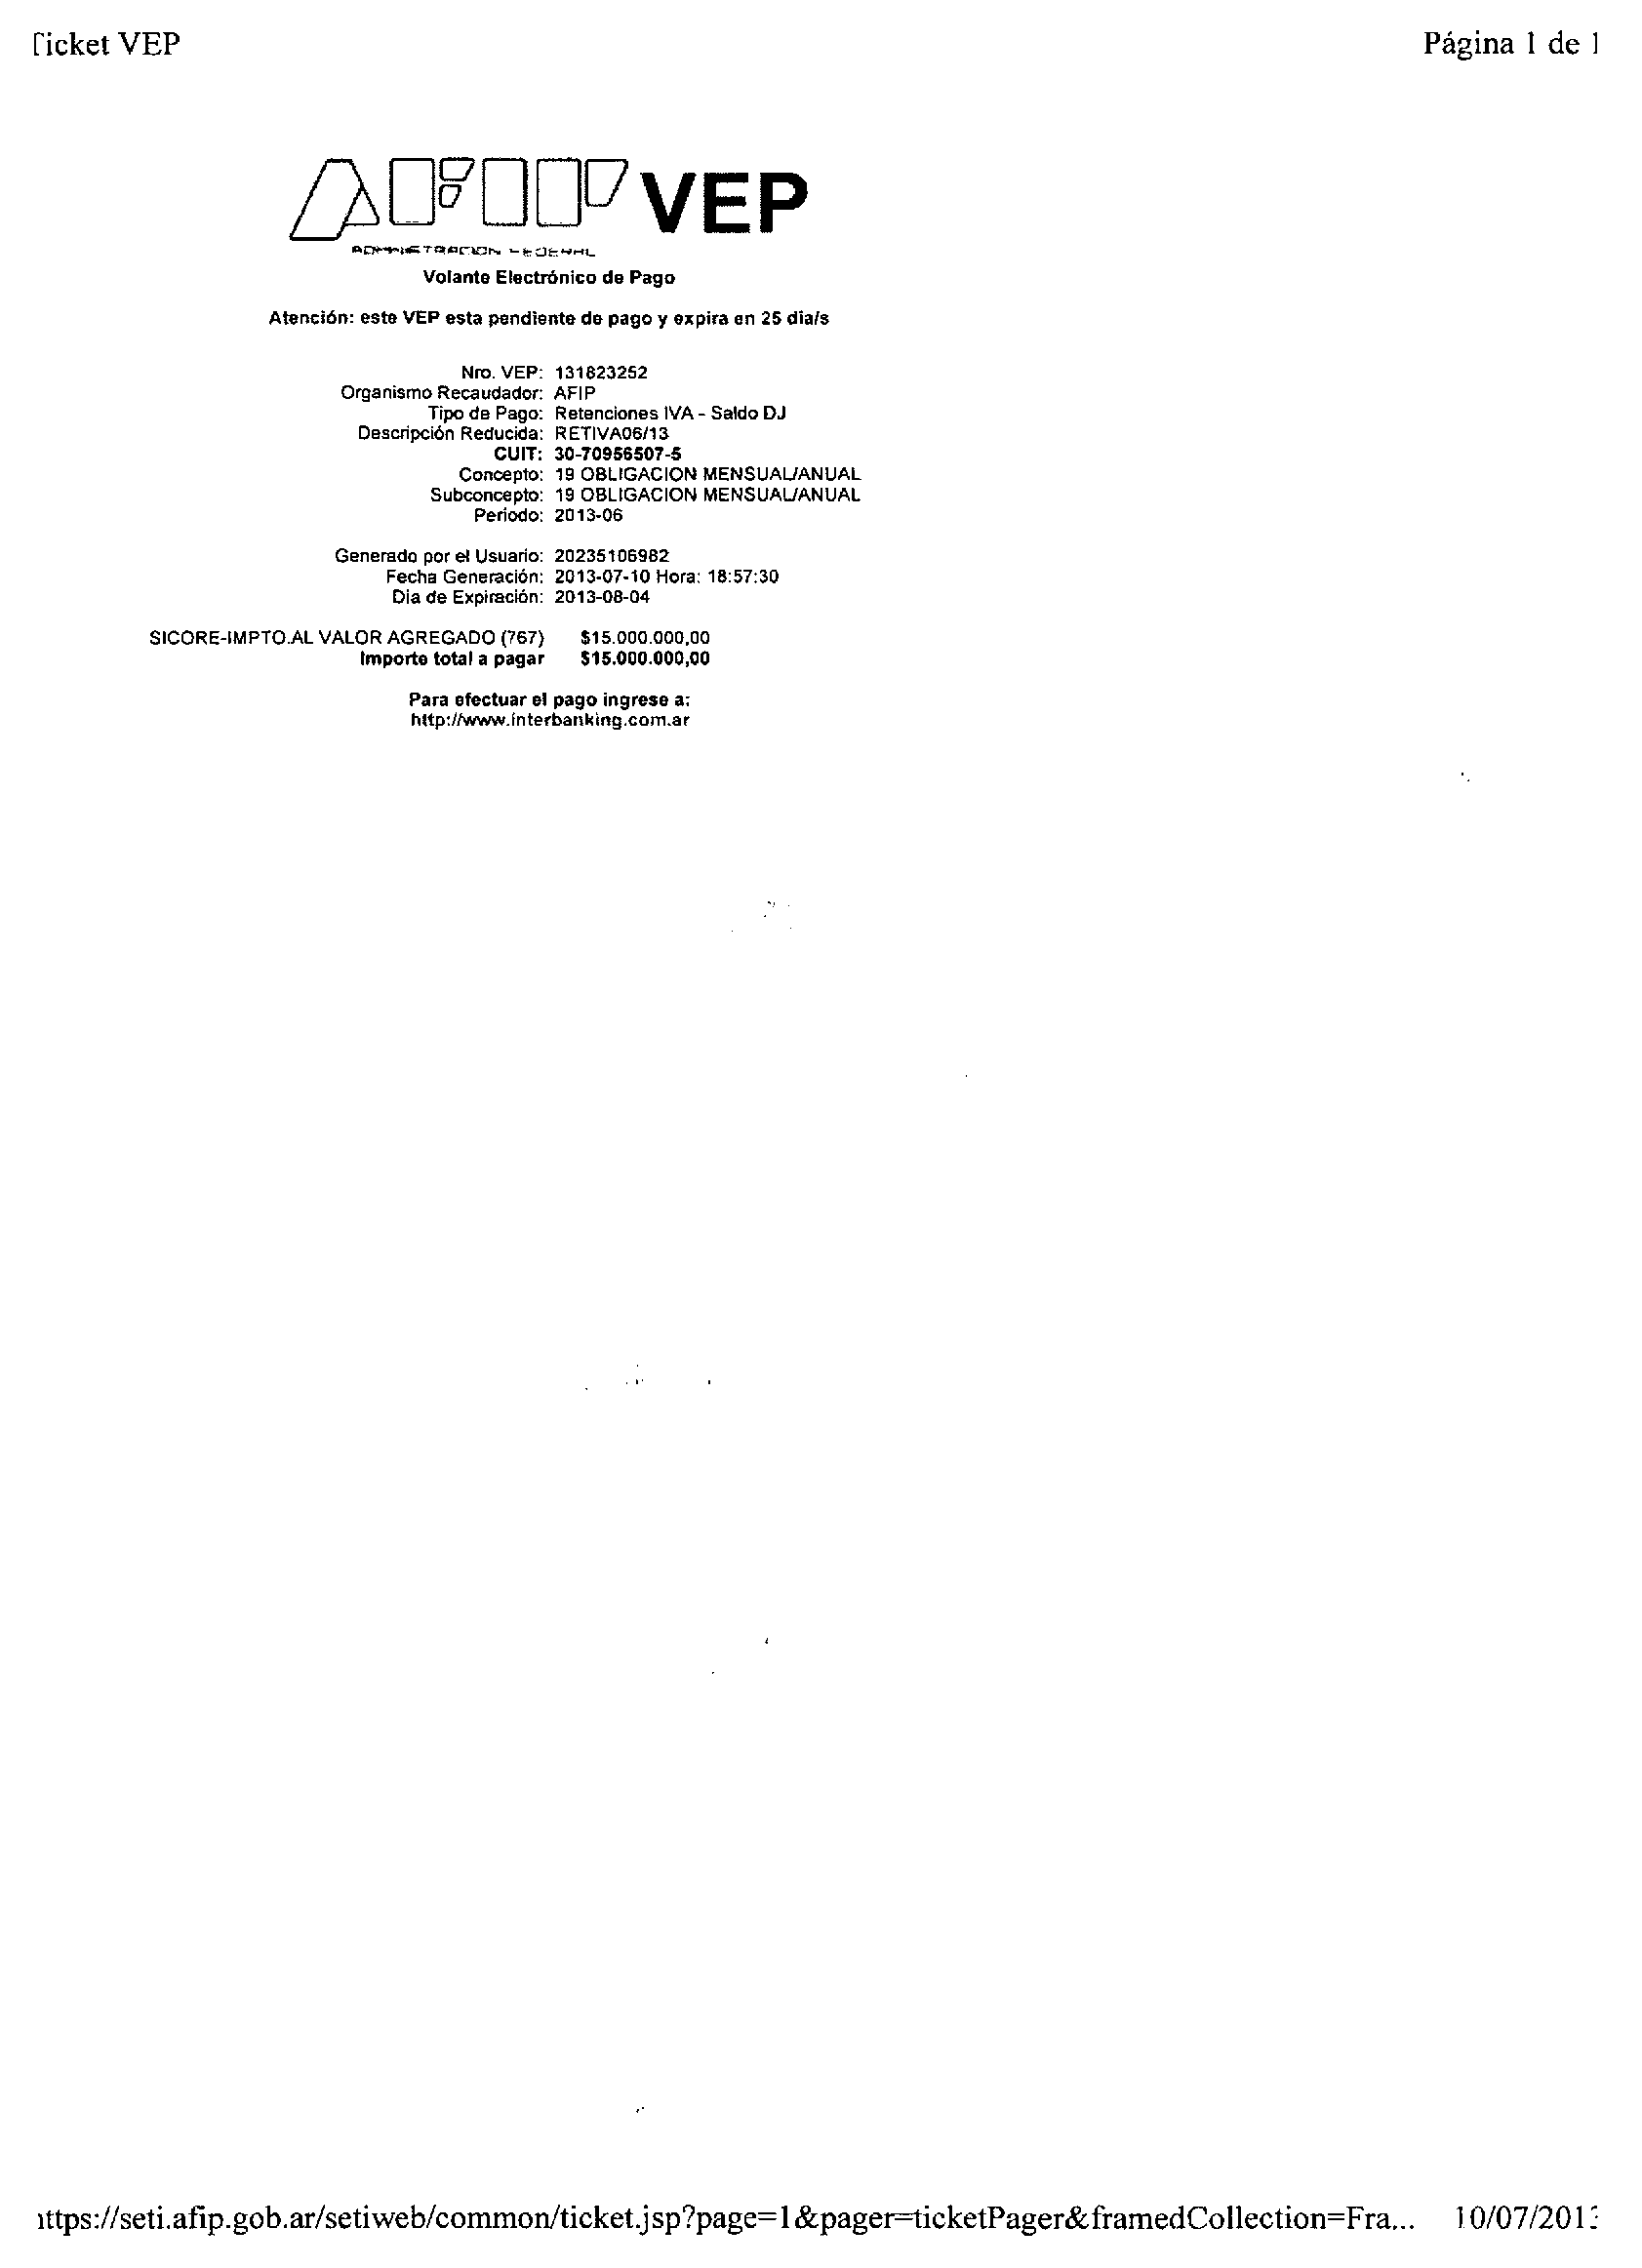 Ticket VEP
Página 1 de 1
AFIP VEP
ADMINISTRACION FEDERAL
Volante Electrónico de Pago
Atención: este VEP esta pendiente de pago y expira en 25 dia/s
Nro. VEP: 131823252
Organismo Recaudador: AFIP
Tipo de Pago: Retenciones IVA - Saldo DJ
Descripción Reducida: RETIVA06/13
CUIT: 30-70956507-5
Concepto: 19 OBLIGACION MENSUAL/ANUAL
Subconcepto: 19 OBLIGACION MENSUAL/ANUAL
Periodo: 2013-06
Generado por el Usuario: 20235106982
Fecha Generación: 2013-07-10 Hora: 18:57:30
Dia de Expiración: 2013-08-04
SICORE-IMPTO.AL VALOR AGREGADO (767) $15.000.000,00
Importe total a pagar $15.000.000,00
Para efectuar el pago ingrese a:
http://www.interbanking.com.ar
https://seti.afip.gob.ar/setiweb/common/ticket.jsp?page=1&pager=ticketPager&framedCollection=Fra... 10/07/2013